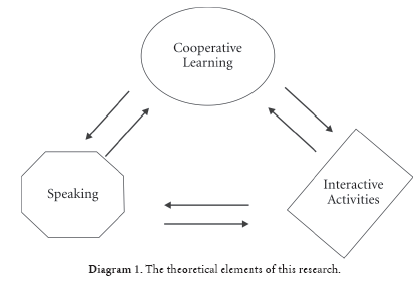 Cooperative
Learning
Speaking
Interactive
Activities
Diagram 1. The theoretical elements of this research.